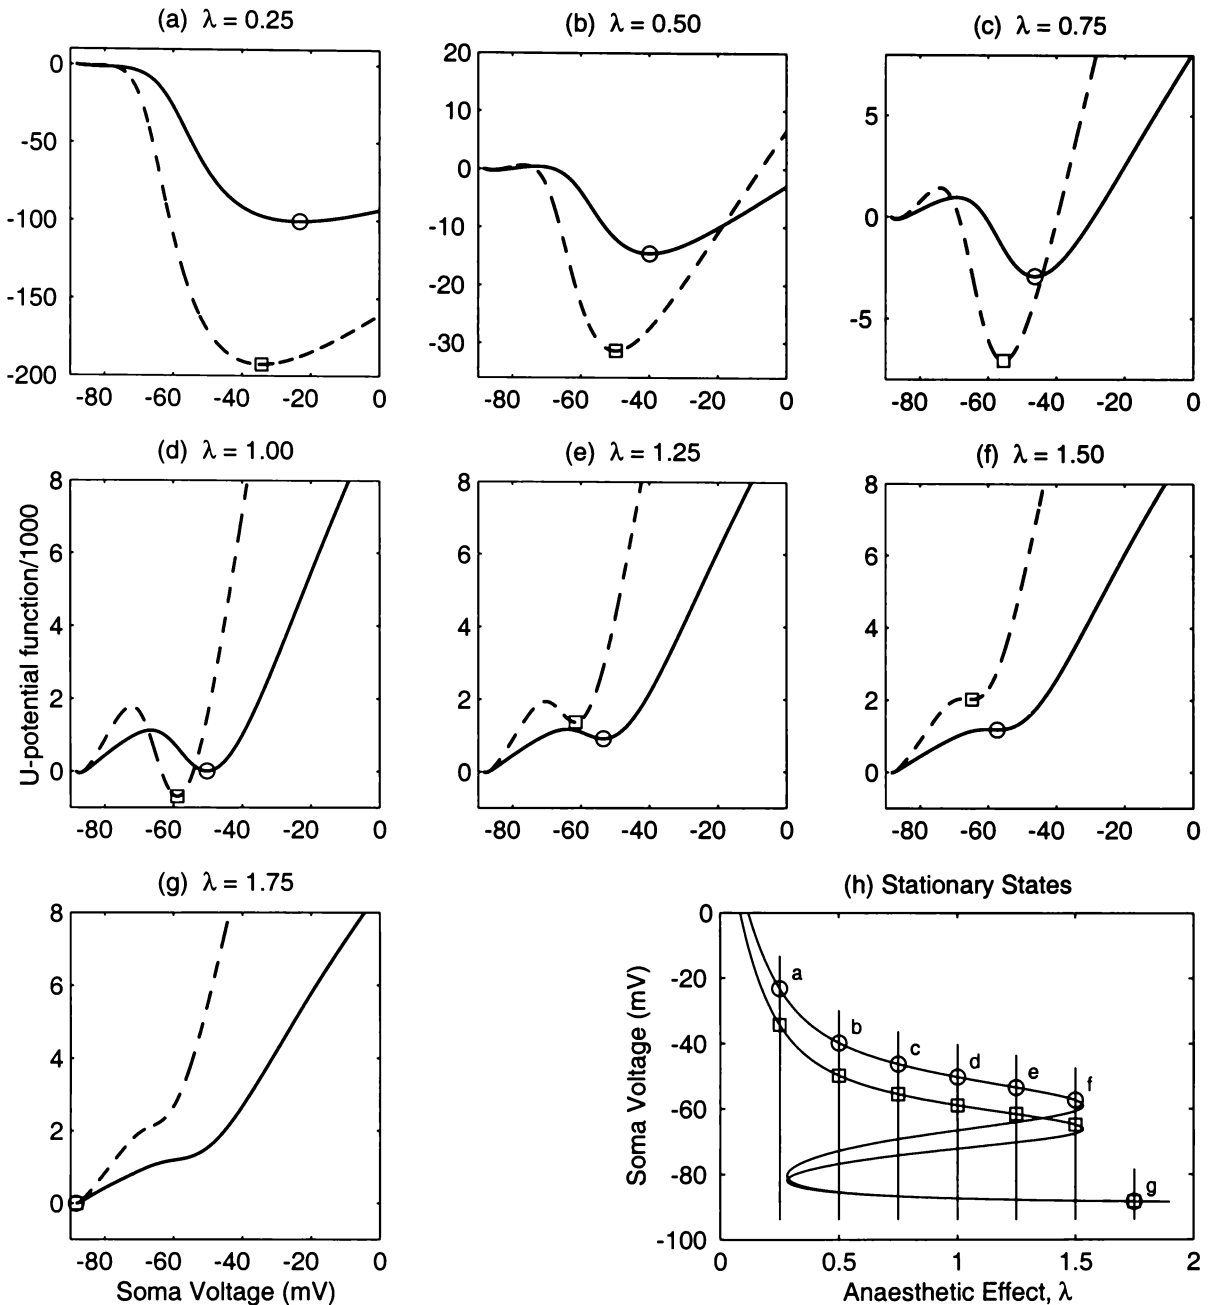 (a) λ = 0.25
0
-50
-100
-150
-200
-80 -60 -40 -20 0
(b) λ = 0.50
20
10
0
-10
-20
-30
-80 -60 -40 -20 0
(c) λ = 0.75
5
0
-5
-80 -60 -40 -20 0
(d) λ = 1.00
U-potential function/1000
8
6
4
2
0
-80 -60 -40 -20 0
(e) λ = 1.25
8
6
4
2
0
-80 -60 -40 -20 0
(f) λ = 1.50
8
6
4
2
0
-80 -60 -40 -20 0
(g) λ = 1.75
8
6
4
2
0
-80 -60 -40 -20 0
Soma Voltage (mV)
(h) Stationary States
Soma Voltage (mV)
0
-20
-40
-60
-80
-100
a
b
c
d
e
f
g
0 0.5 1 1.5 2
Anaesthetic Effect, λ